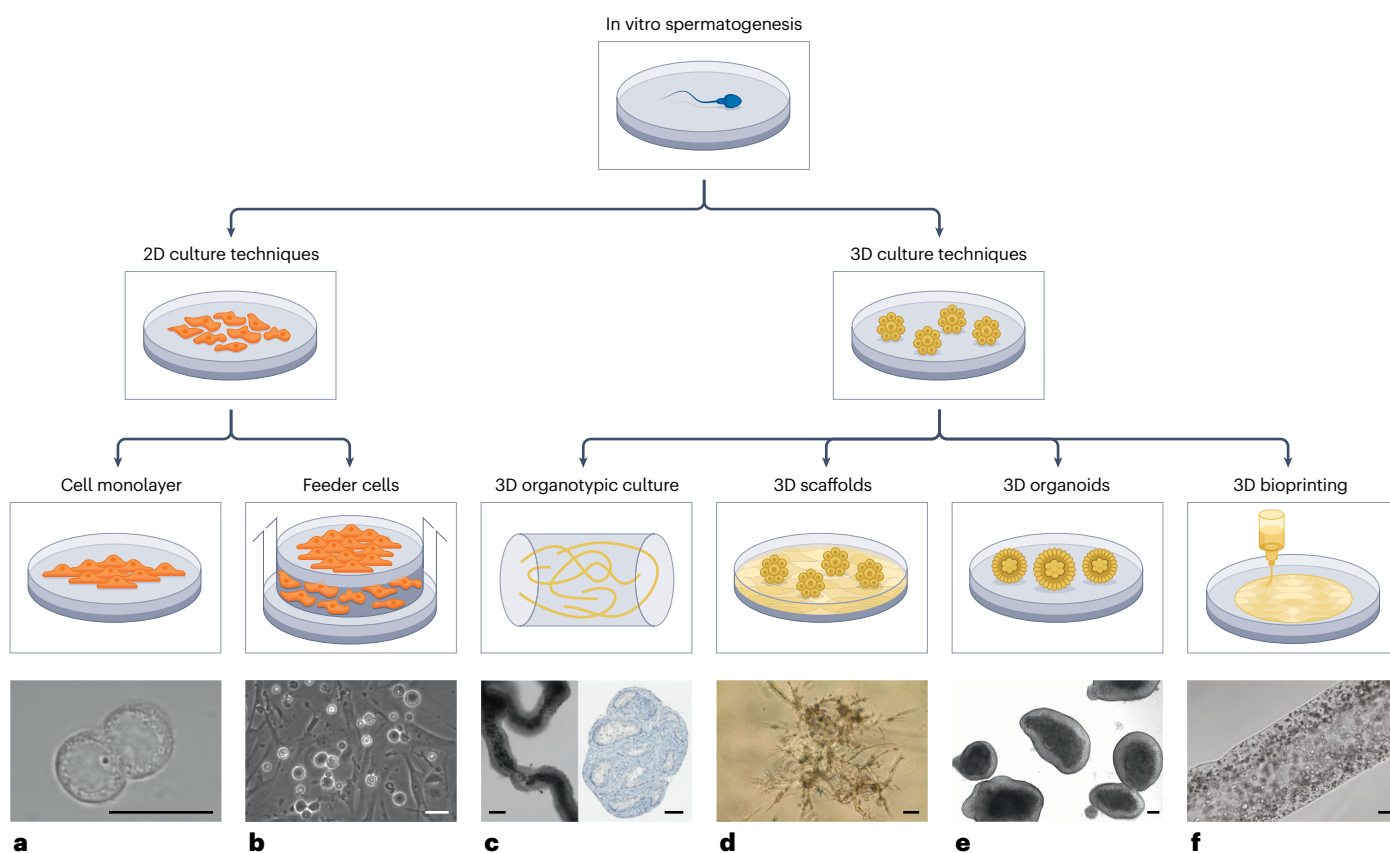 In vitro spermatogenesis
2D culture techniques
3D culture techniques
Cell monolayer
Feeder cells
3D organotypic culture
3D scaffolds
3D organoids
3D bioprinting
a
b
c
d
e
f